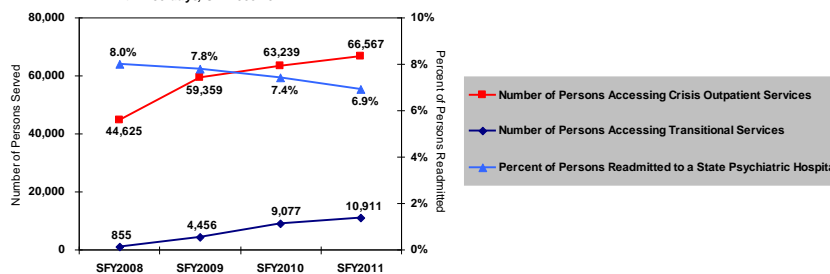 80,000
60,000
40,000
20,000
0
Number of Persons Served
10%
8%
6%
4%
2%
0%
Percent of Persons Readmitted
8.0%
7.8%
7.4%
6.9%
44,625
59,359
63,239
66,567
855
4,456
9,077
10,911
SFY2008
SFY2009
SFY2010
SFY2011
Number of Persons Accessing Crisis Outpatient Services
Number of Persons Accessing Transitional Services
Percent of Persons Readmitted to a State Psychiatric Hospita